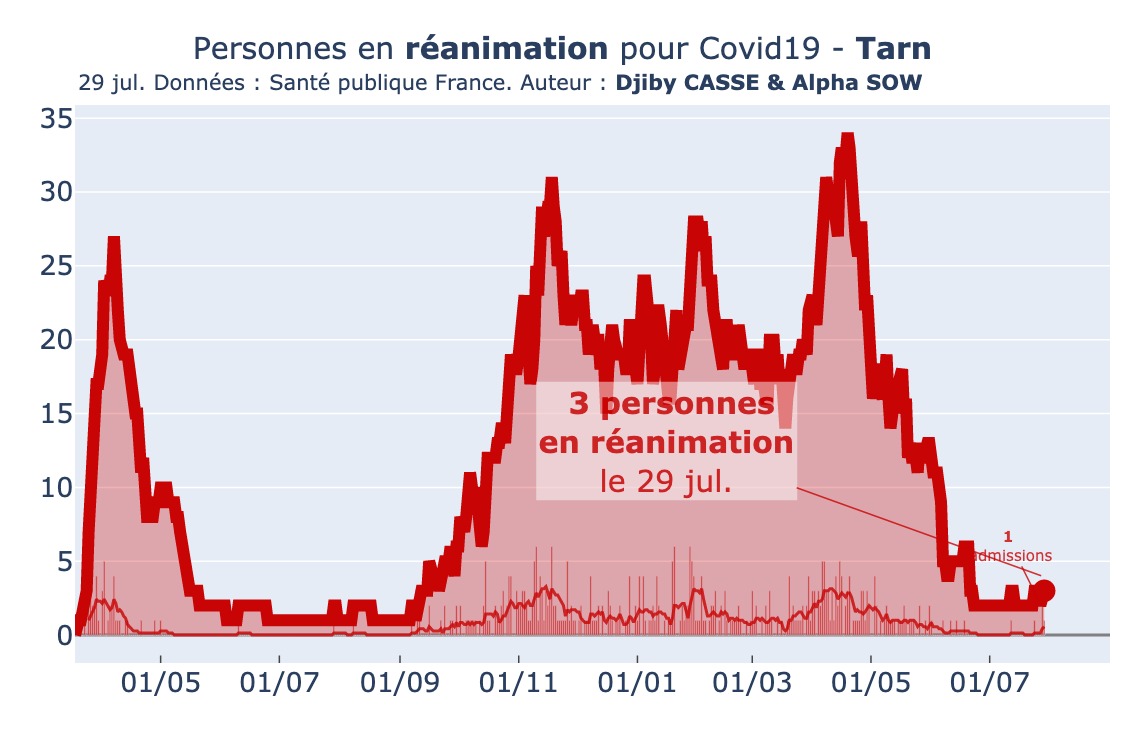 Personnes en réanimation pour Covid19 - Tarn
29 jul. Données : Santé publique France. Auteur : Djiby CASSE & Alpha SOW
35
30
25
20
15
10
5
0
3 personnes
en réanimation
le 29 jul.
1
admissions
01/05
01/07
01/09
01/11
01/01
01/03
01/05
01/07